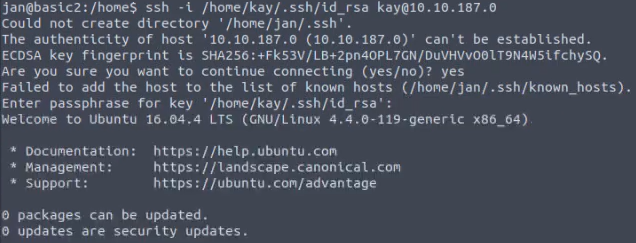 jan@basic2:/home$ ssh -i /home/kay/.ssh/id_rsa kay@10.10.187.0
Could not create directory '/home/jan/.ssh'.
The authenticity of host '10.10.187.0 (10.10.187.0)' can't be established.
ECDSA key fingerprint is SHA256:+Fk53V/LB+2pn4OPL7GN/DuVHVvO0lT9N4W5ifchySQ.
Are you sure you want to continue connecting (yes/no)? yes
Failed to add the host to the list of known hosts (/home/jan/.ssh/known_hosts).
Enter passphrase for key '/home/kay/.ssh/id_rsa':
Welcome to Ubuntu 16.04.4 LTS (GNU/Linux 4.4.0-119-generic x86_64)
* Documentation:  https://help.ubuntu.com
* Management:     https://landscape.canonical.com
* Support:        https://ubuntu.com/advantage
0 packages can be updated.
0 updates are security updates.